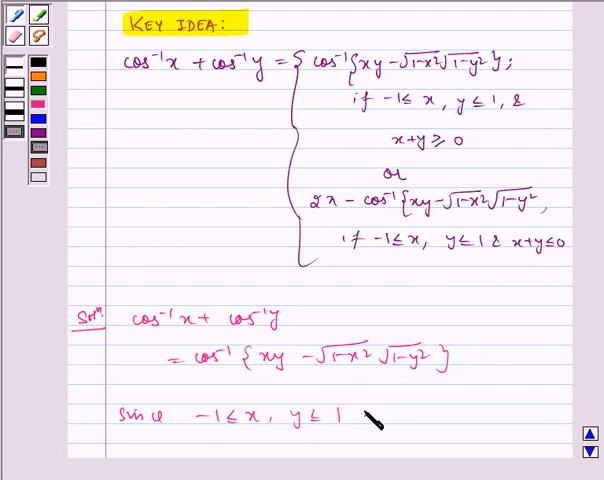 KEY IDEA:
cos⁻¹x + cos⁻¹y = { cos⁻¹{xy - √1-x² √1-y²};
if -1 ≤ x, y ≤ 1, &
x+y ≥ 0
or
2π - cos⁻¹{xy - √1-x² √1-y²,
if -1 ≤ x, y ≤ 1 & x+y ≤ 0
Solⁿ. cos⁻¹x + cos⁻¹y
= cos⁻¹ { xy - √1-x² √1-y² }
Since -1 ≤ x, y ≤ 1